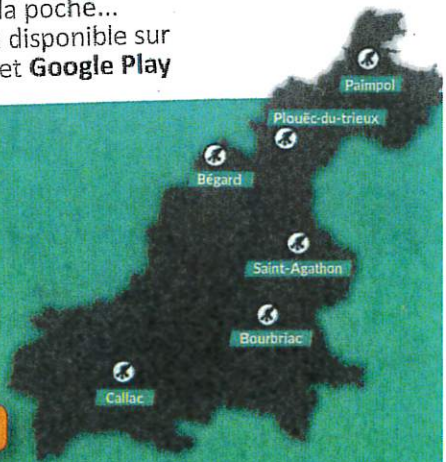 la poche...
disponible sur
et Google Play
Paimpol
Plouëc-du-trieux
Bégard
Saint-Agathon
Bourbriac
Callac